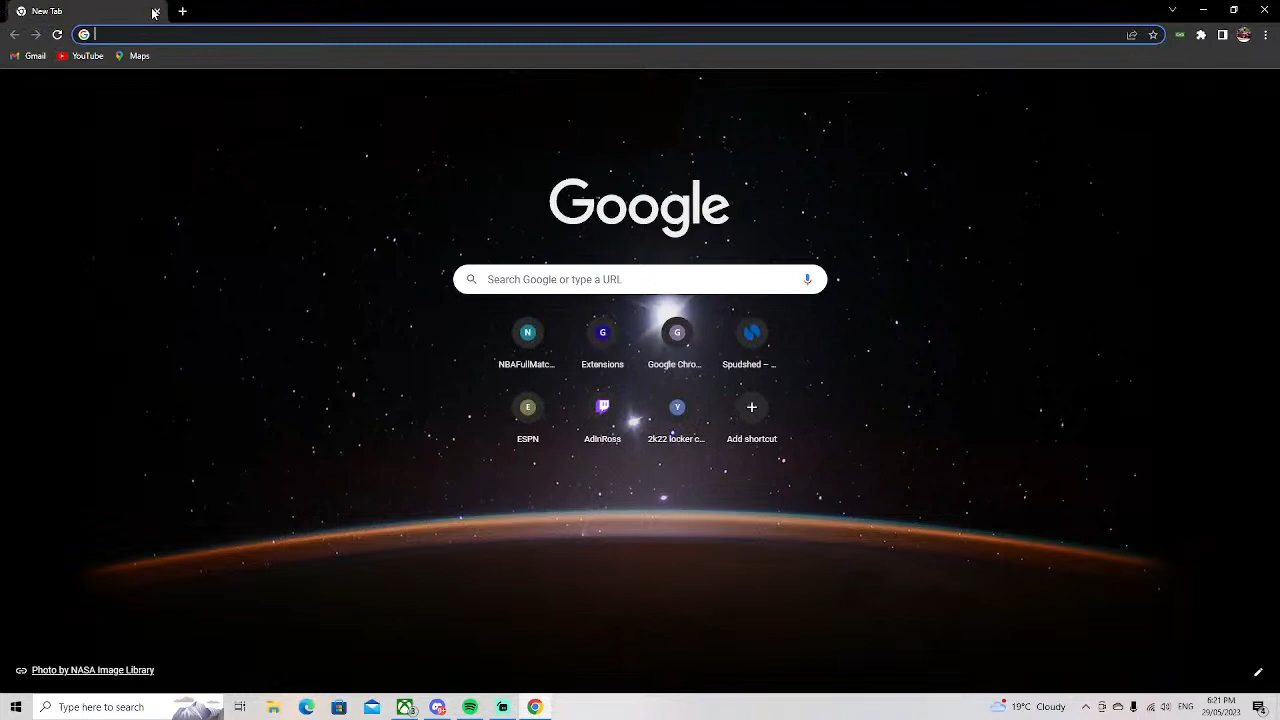 New Tab
Gmail YouTube Maps
Google
Search Google or type a URL
N G G
NBAFullMatc... Extensions Google Chro... Spudshed – ...
E Y
ESPN AdinRoss 2k22 locker c... Add shortcut
Photo by NASA Image Library
Type here to search
19°C Cloudy ENG
6:21 PM
29/05/2023